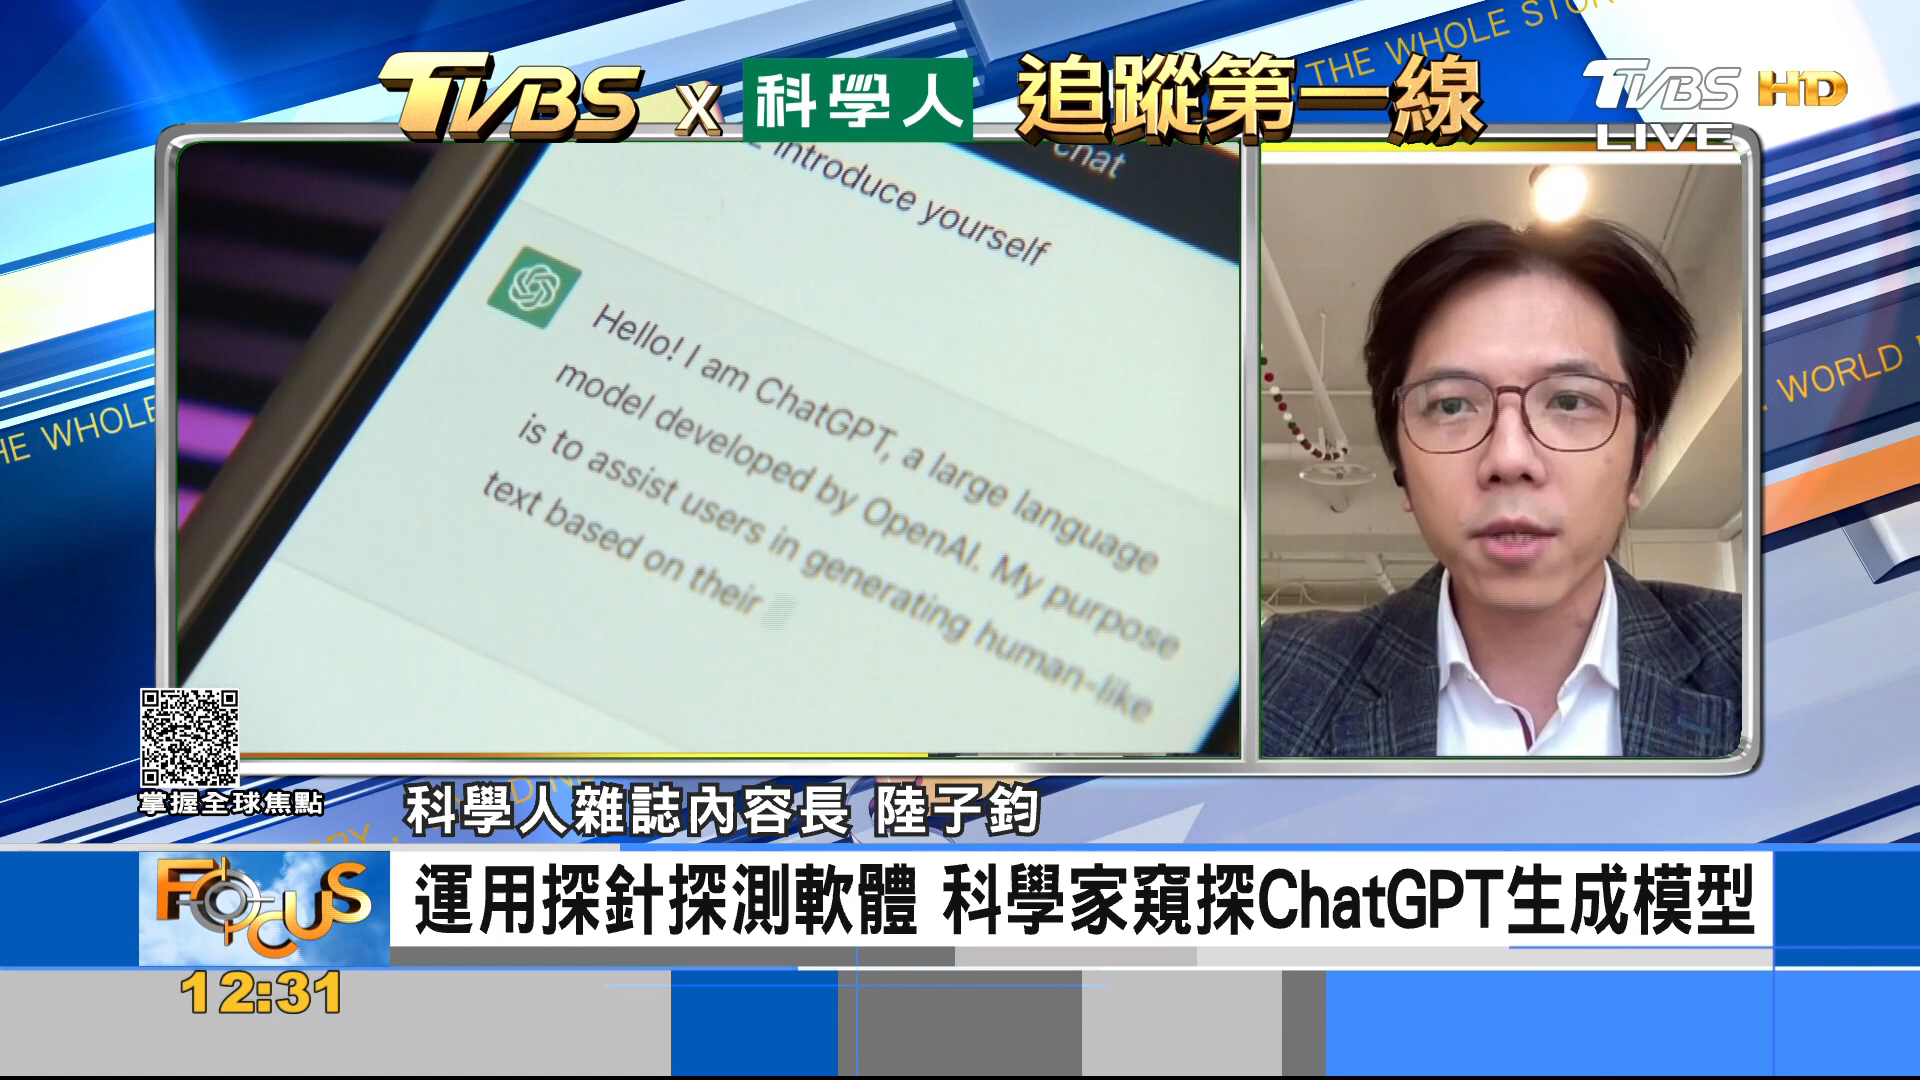 THE WHOLE STOR
TVBS x 科學人 追蹤第一線
TVBS HD
LIVE
chat
introduce yourself
Hello! I am ChatGPT, a large language
model developed by OpenAI. My purpose
is to assist users in generating human-like
text based on their
HE WHOLE
WORLD
掌握全球焦點
科學人雜誌內容長 陸子鈞
FOCUS
運用探針探測軟體 科學家窺探ChatGPT生成模型
12:31